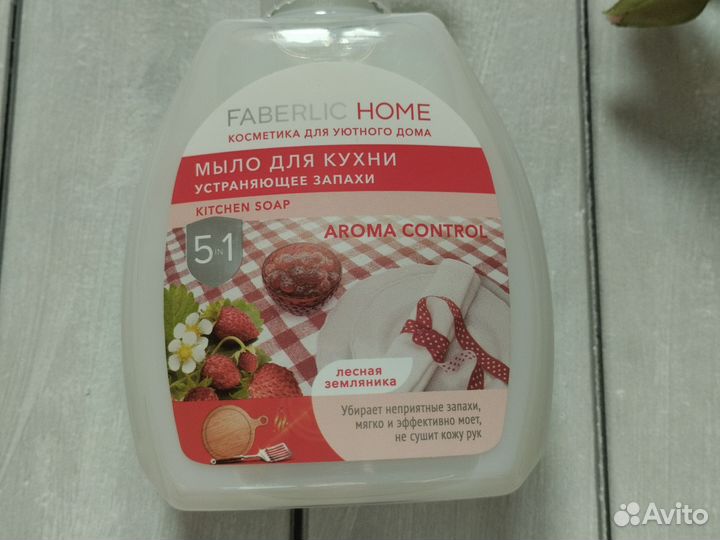 FABERLIC HOME
КОСМЕТИКА ДЛЯ УЮТНОГО ДОМА
МЫЛО ДЛЯ КУХНИ
УСТРАНЯЮЩЕЕ ЗАПАХИ
KITCHEN SOAP
5 IN 1
AROMA CONTROL
лесная
земляника
Убирает неприятные запахи,
мягко и эффективно моет,
не сушит кожу рук
Avito